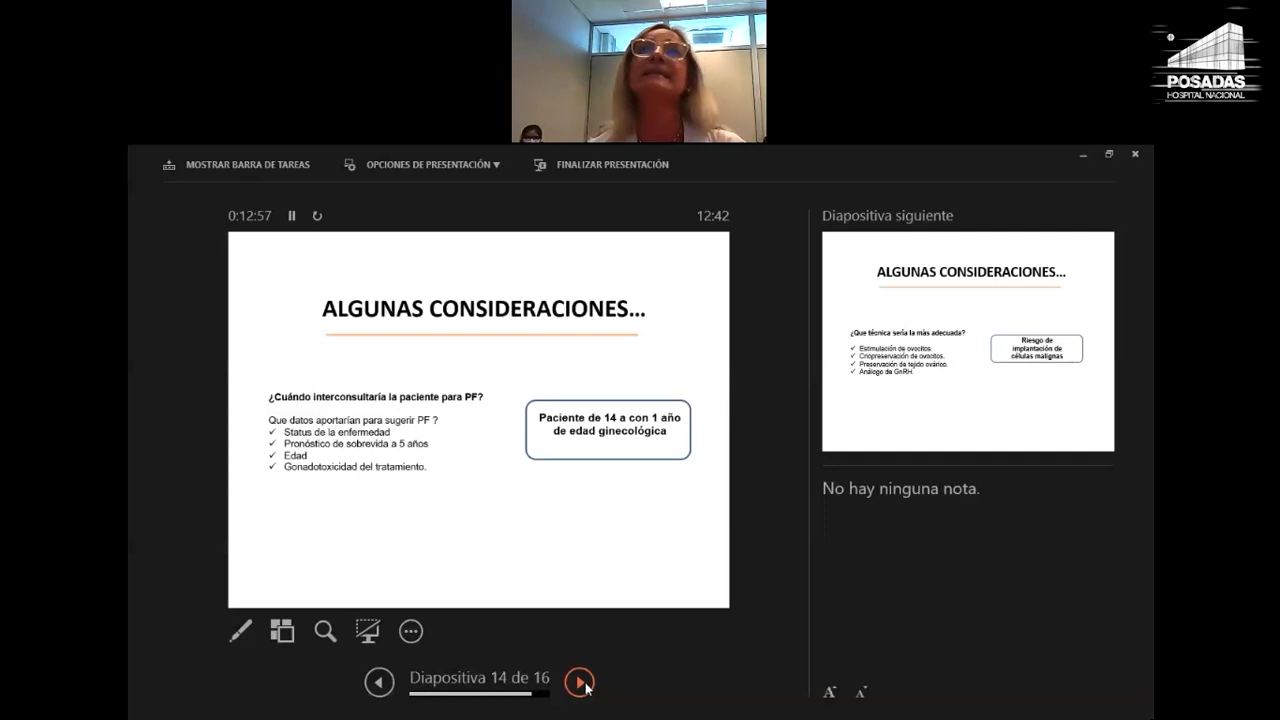 POSADAS
HOSPITAL NACIONAL
MOSTRAR BARRA DE TAREAS
OPCIONES DE PRESENTACIÓN ▼
FINALIZAR PRESENTACIÓN
0:12:57
12:42
ALGUNAS CONSIDERACIONES...
¿Cuándo interconsultaría la paciente para PF?
Que datos aportarían para sugerir PF ?
✓ Status de la enfermedad
✓ Pronóstico de sobrevida a 5 años
✓ Edad
✓ Gonadotoxicidad del tratamiento.
Paciente de 14 a con 1 año
de edad ginecológica
Diapositiva 14 de 16
Diapositiva siguiente
ALGUNAS CONSIDERACIONES...
¿Que técnica sería la más adecuada?
✓ Estimulación de ovocitos.
✓ Criopreservación de ovocitos.
✓ Preservación de tejido ovárico.
✓ Análogo de GnRH.
Riesgo de
implantación de
células malignas
No hay ninguna nota.
A A